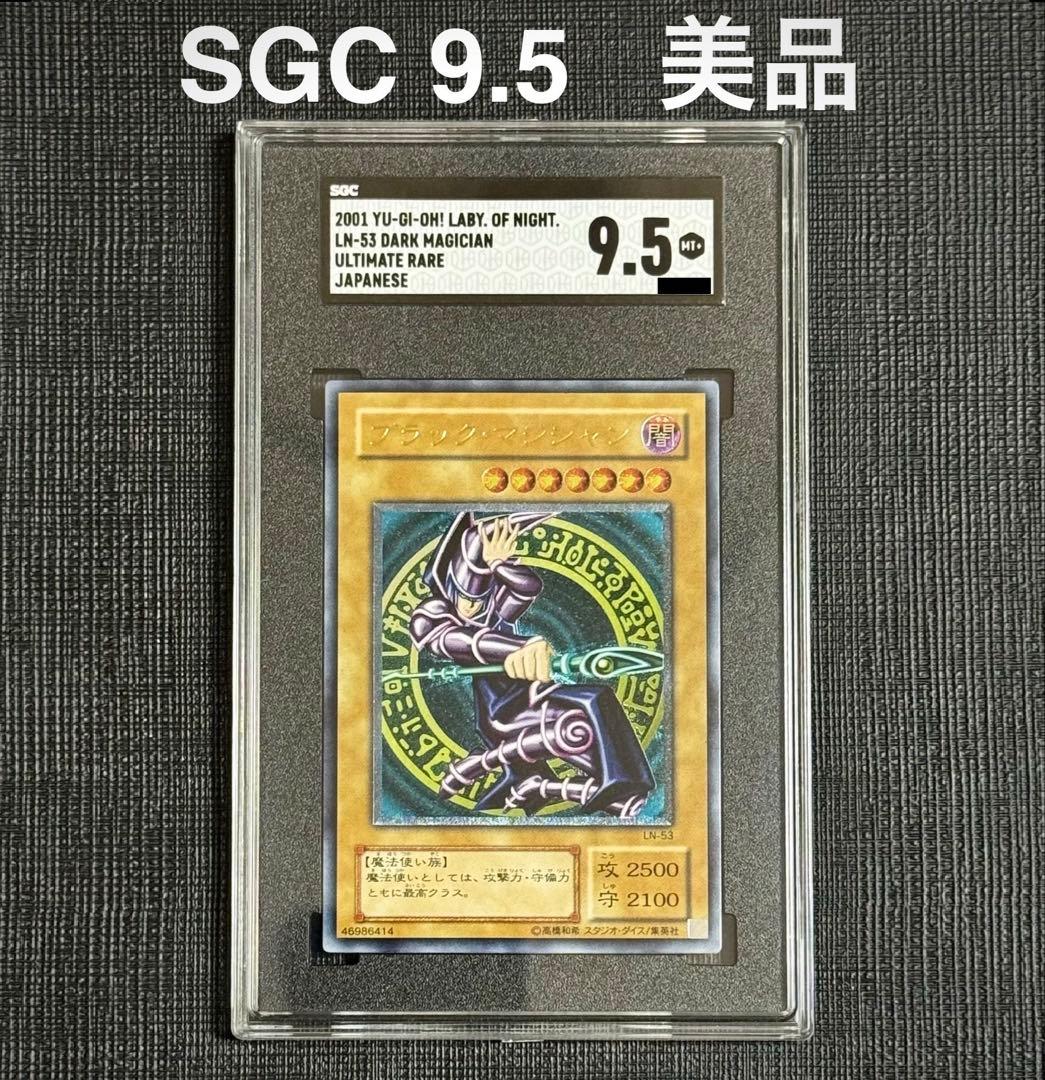 SGC 9.5 美品
SGC
2001 YU-GI-OH! LABY. OF NIGHT.
LN-53 DARK MAGICIAN
ULTIMATE RARE
JAPANESE
9.5
MT+
ブラック・マジシャン
闇
LN-53
【魔法使い族】
魔法使いとしては、攻撃力・守備力
ともに最高クラス。
攻 2500
守 2100
46986414
©高橋和希 スタジオ・ダイス/集英社